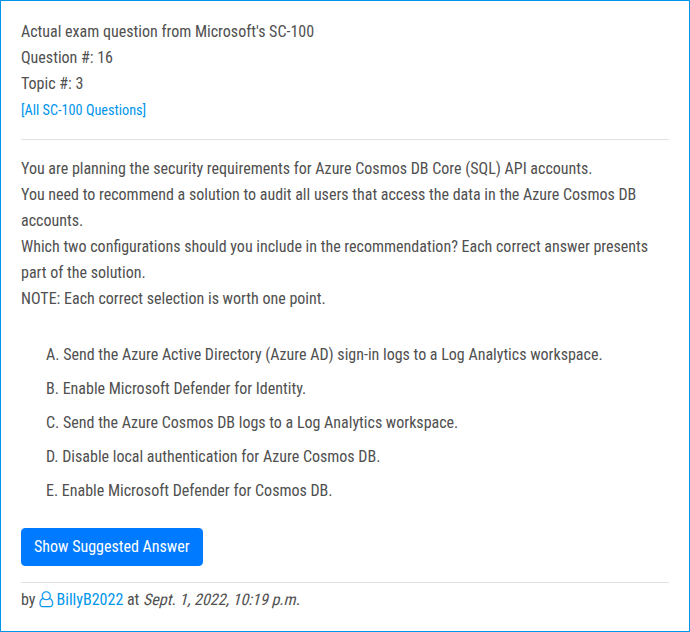 Actual exam question from Microsoft's SC-100
Question #: 16
Topic #: 3
[All SC-100 Questions]
You are planning the security requirements for Azure Cosmos DB Core (SQL) API accounts.
You need to recommend a solution to audit all users that access the data in the Azure Cosmos DB
accounts.
Which two configurations should you include in the recommendation? Each correct answer presents
part of the solution.
NOTE: Each correct selection is worth one point.
A. Send the Azure Active Directory (Azure AD) sign-in logs to a Log Analytics workspace.
B. Enable Microsoft Defender for Identity.
C. Send the Azure Cosmos DB logs to a Log Analytics workspace.
D. Disable local authentication for Azure Cosmos DB.
E. Enable Microsoft Defender for Cosmos DB.
Show Suggested Answer
by BillyB2022 at Sept. 1, 2022, 10:19 p.m.